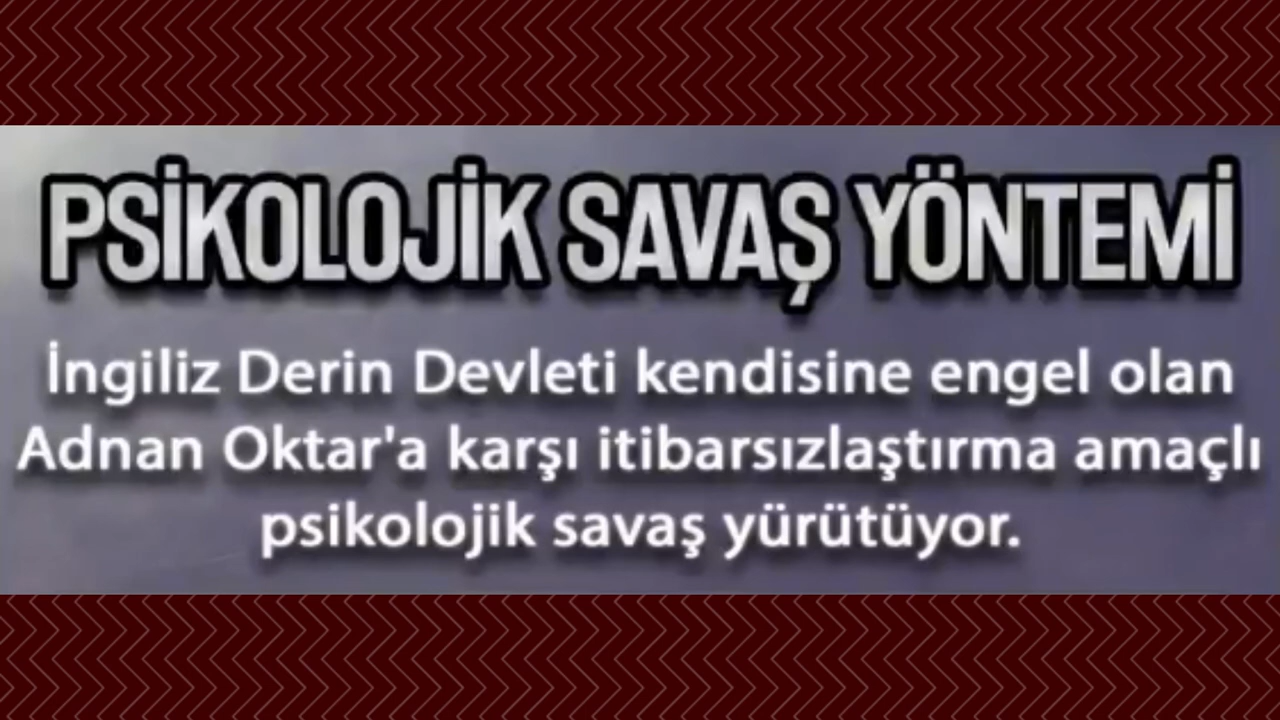 PSİKOLOJİK SAVAŞ YÖNTEMİ
İngiliz Derin Devleti kendisine engel olan
Adnan Oktar'a karşı itibarsızlaştırma amaçlı
psikolojik savaş yürütüyor.